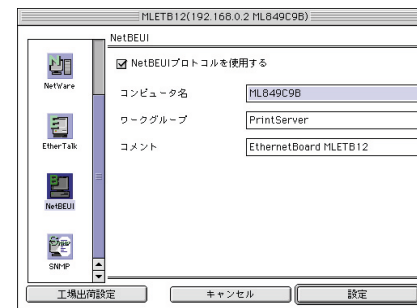 MLETB12(192.168.0.2 ML849C9B)
NetBEUI
NetBEUIプロトコルを使用する
NetWare
コンピュータ名
ML849C9B
ワークグループ
PrintServer
EtherTalk
コメント
EthernetBoard MLETB12
NetBEUI
SNMP
工場出荷設定
キャンセル
設定